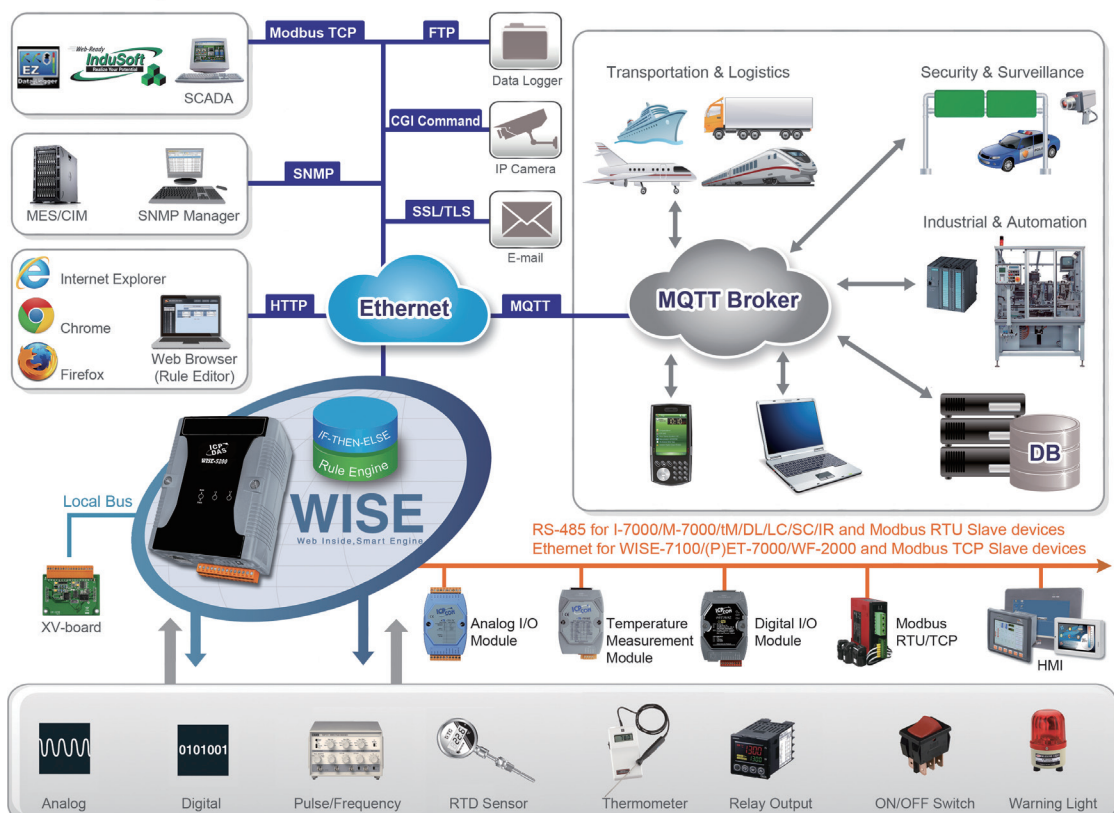 Modbus TCP
FTP
EZ
Data Logger
Web-Ready
InduSoft
Realize Your Potential
SCADA
Data Logger
CGI Command
IP Camera
SNMP
MES/CIM
SNMP Manager
SSL/TLS
E-mail
Internet Explorer
Chrome
Firefox
Web Browser
(Rule Editor)
HTTP
Ethernet
MQTT
Transportation & Logistics
Security & Surveillance
Industrial & Automation
MQTT Broker
DB
ICP
DAS
WISE-5200
IF-THEN-ELSE
Rule Engine
WISE
Web Inside,Smart Engine
Local Bus
XV-board
RS-485 for I-7000/M-7000/tM/DL/LC/SC/IR and Modbus RTU Slave devices
Ethernet for WISE-7100/(P)ET-7000/WF-2000 and Modbus TCP Slave devices
Analog I/O
Module
Temperature
Measurement
Module
Digital I/O
Module
Modbus
RTU/TCP
HMI
0101001
Analog
Digital
Pulse/Frequency
RTD Sensor
Thermometer
Relay Output
ON/OFF Switch
Warning Light